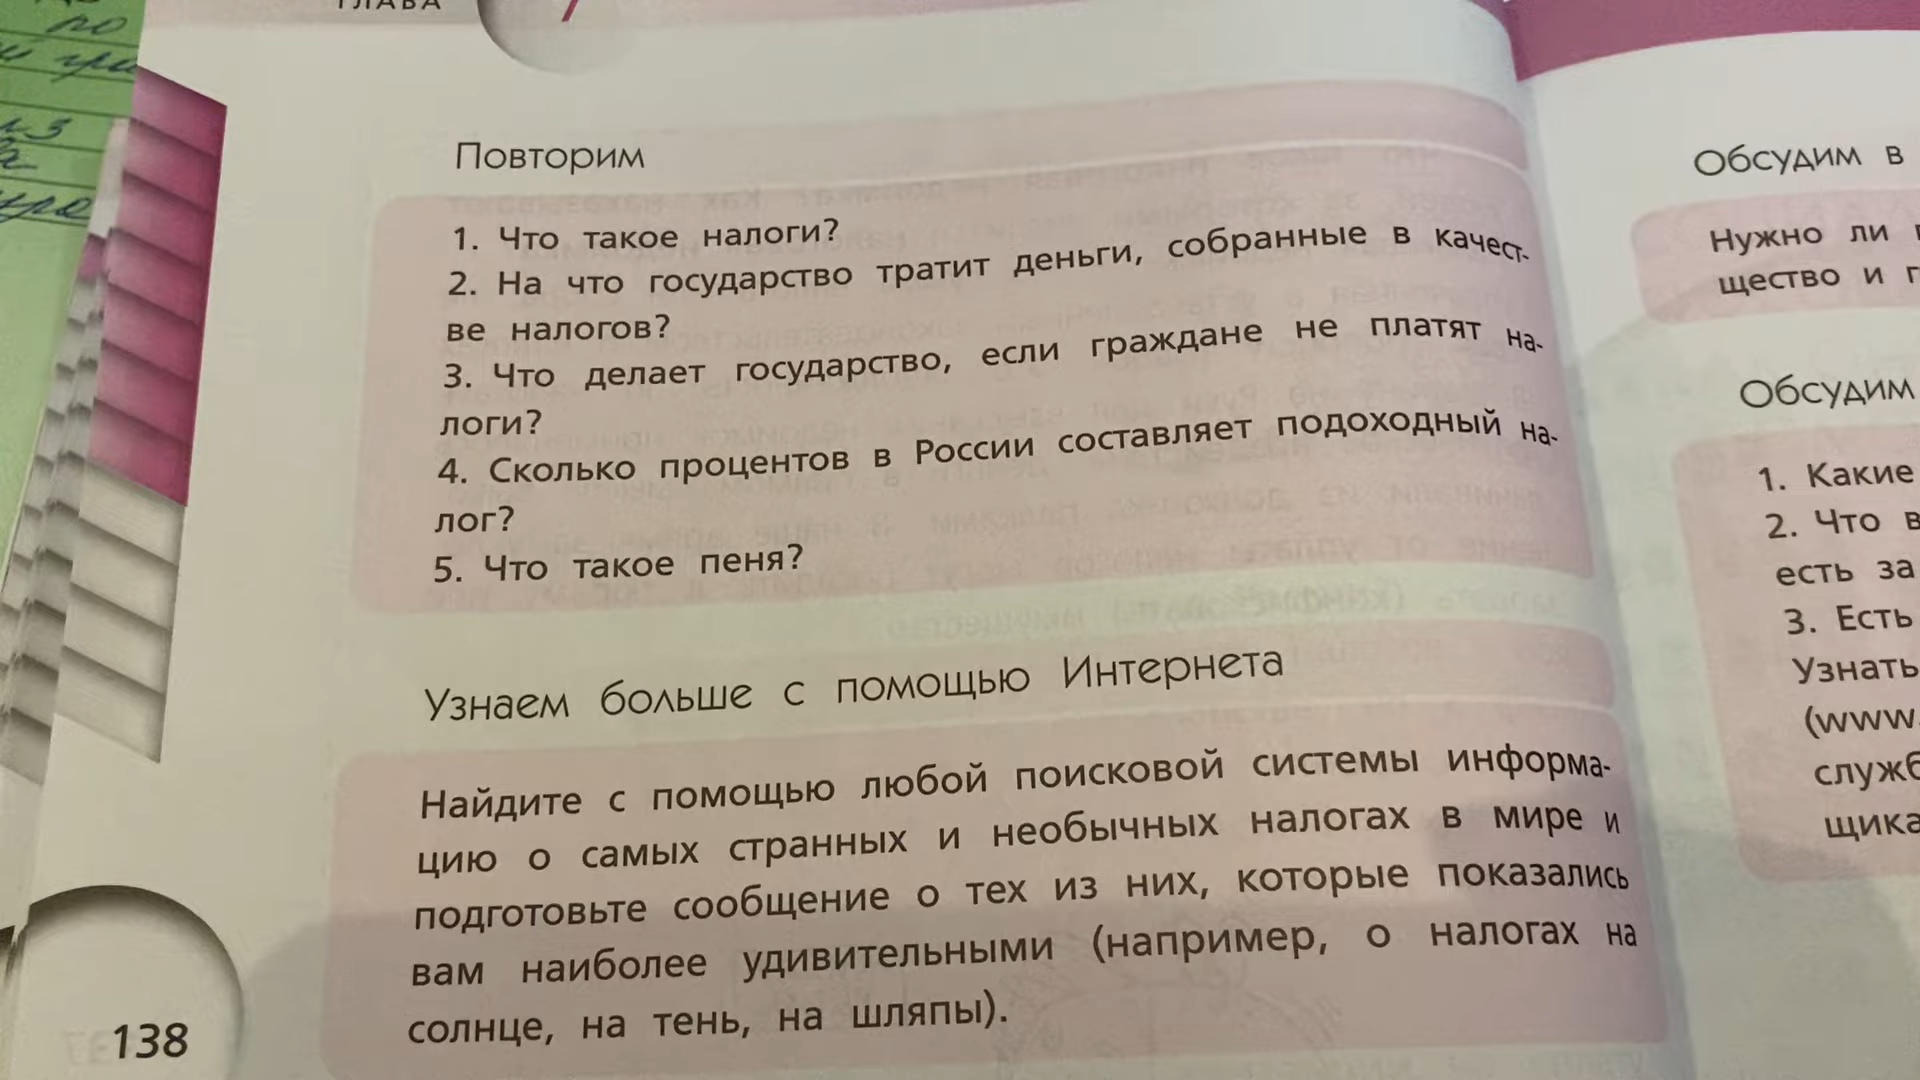 ГЛАВА 7
Повторим
1. Что такое налоги?
2. На что государство тратит деньги, собранные в качест-
ве налогов?
3. Что делает государство, если граждане не платят на-
логи?
4. Сколько процентов в России составляет подоходный на-
лог?
5. Что такое пеня?
Узнаем больше с помощью Интернета
Найдите с помощью любой поисковой системы информа-
цию о самых странных и необычных налогах в мире и
подготовьте сообщение о тех из них, которые показались
вам наиболее удивительными (например, о налогах на
солнце, на тень, на шляпы).
138
Обсудим в
Нужно ли
щество и
Обсудим
1. Какие
2. Что в
есть за
3. Есть
Узнать
(www.
служб
щика